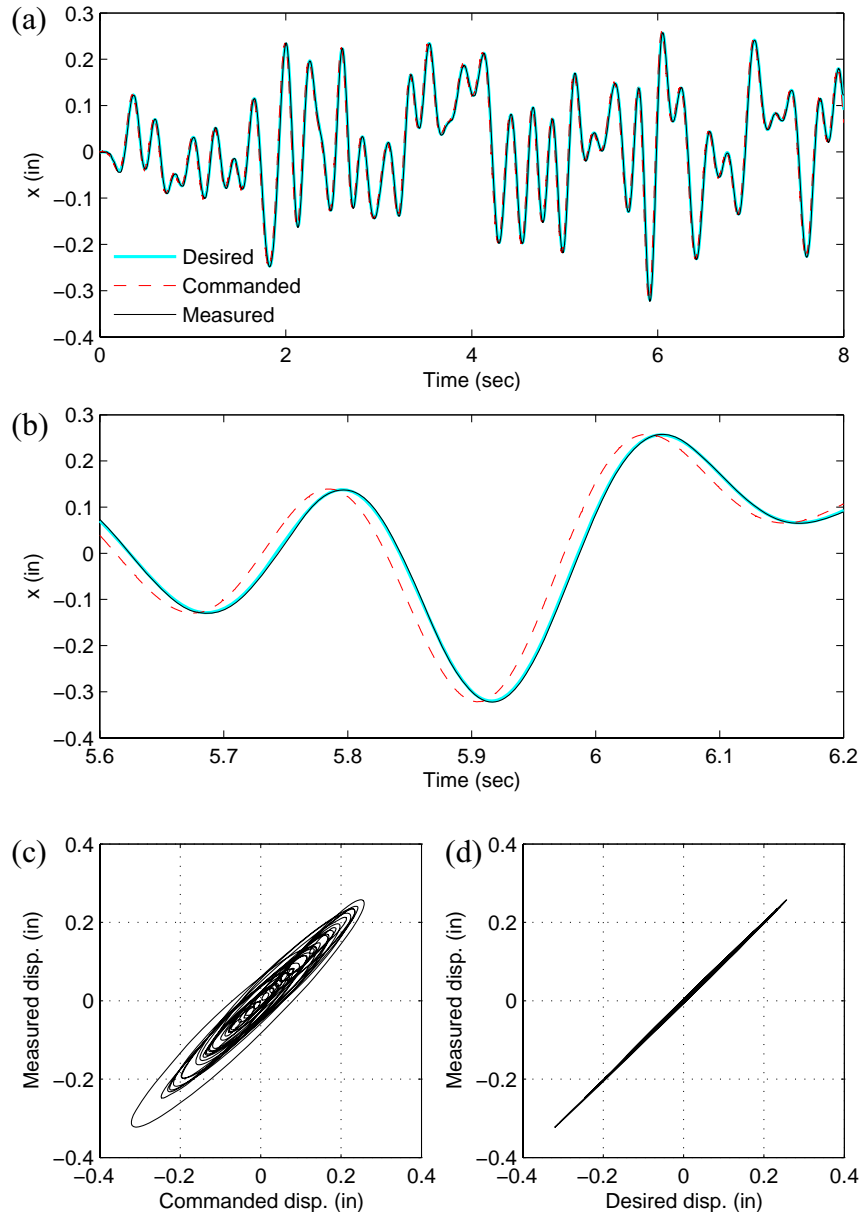 (a)
0.3
0.2
0.1
0
−0.1
−0.2
−0.3
−0.4
x (in)
Desired
Commanded
Measured
0 2 4 6 8
Time (sec)
(b)
0.3
0.2
0.1
0
−0.1
−0.2
−0.3
−0.4
x (in)
5.6 5.7 5.8 5.9 6 6.1 6.2
Time (sec)
(c)
0.4
0.2
0
−0.2
−0.4
Measured disp. (in)
−0.4 −0.2 0 0.2 0.4
Commanded disp. (in)
(d)
0.4
0.2
0
−0.2
−0.4
Measured disp. (in)
−0.4 −0.2 0 0.2 0.4
Desired disp. (in)